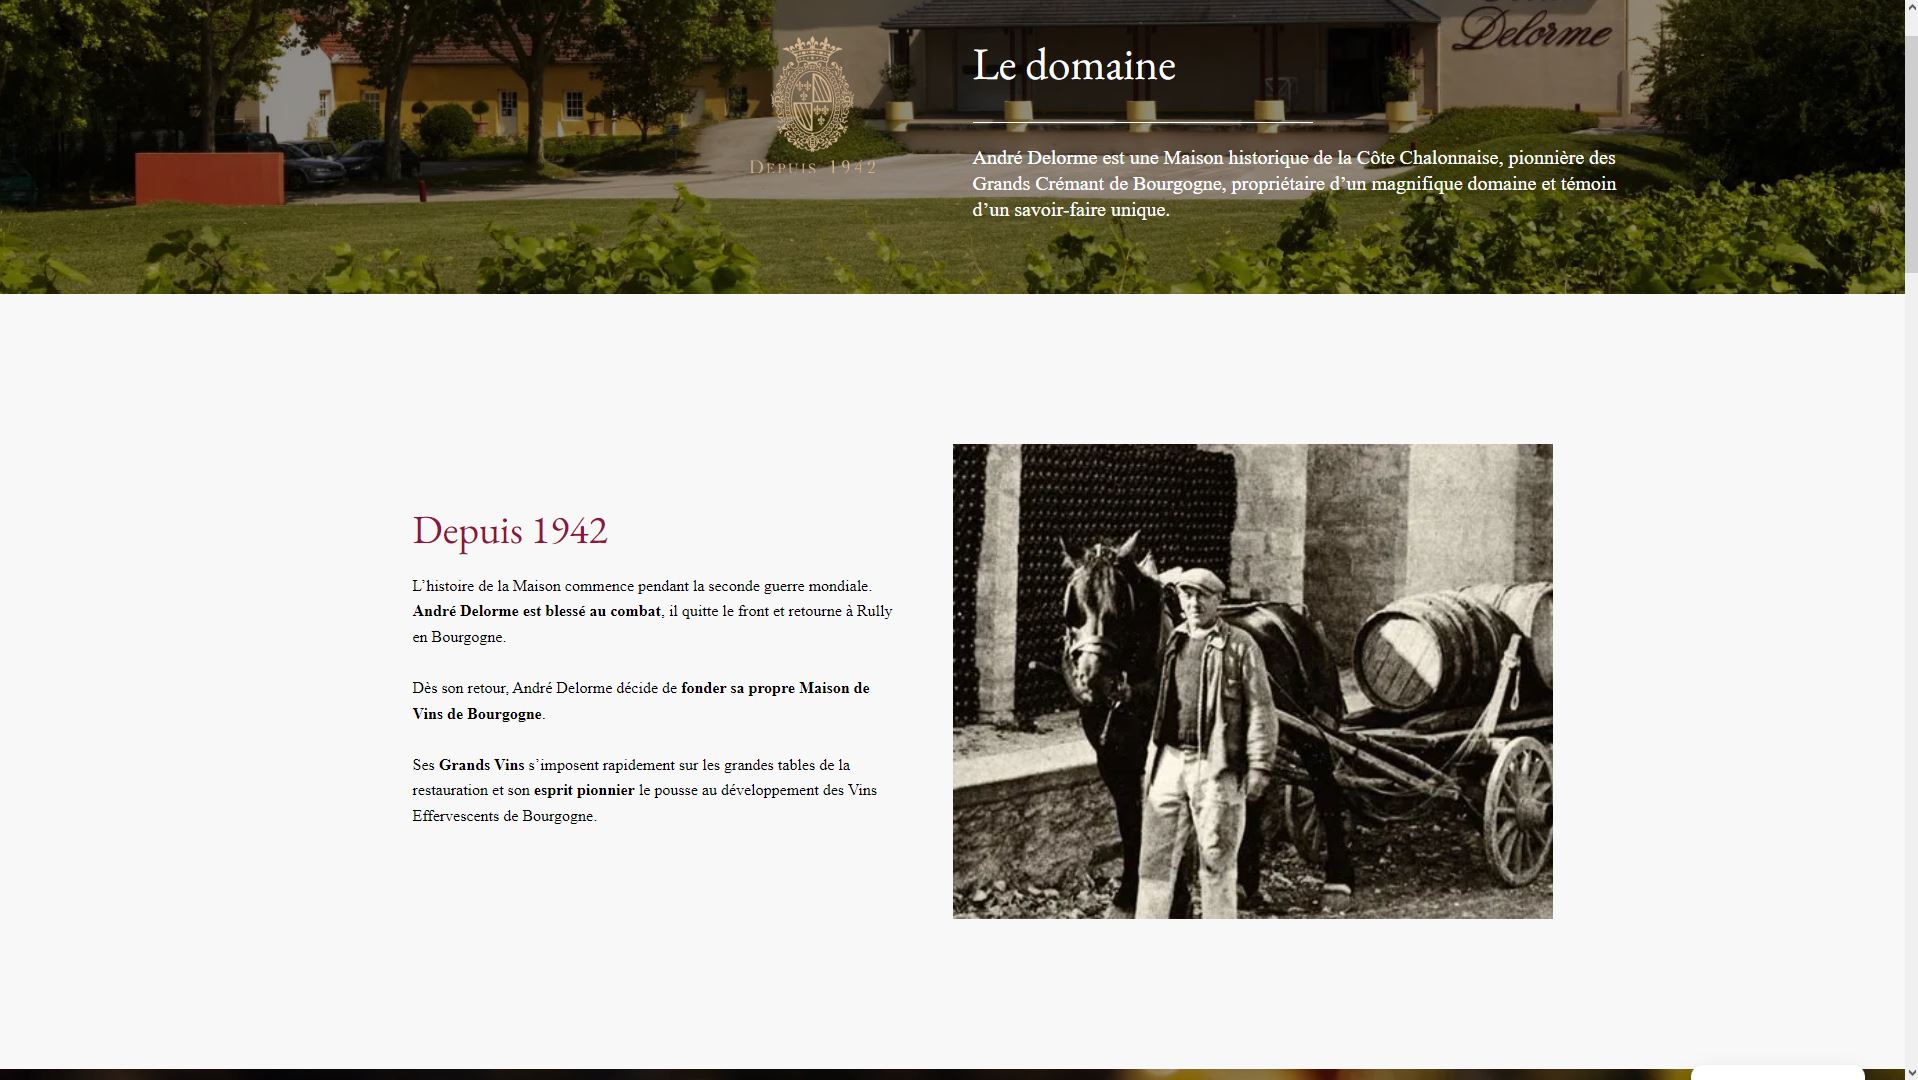 Delorme
Le domaine
DEPUIS 1942
André Delorme est une Maison historique de la Côte Chalonnaise, pionnière des
Grands Crémant de Bourgogne, propriétaire d’un magnifique domaine et témoin
d’un savoir-faire unique.
Depuis 1942
L’histoire de la Maison commence pendant la seconde guerre mondiale.
André Delorme est blessé au combat, il quitte le front et retourne à Rully
en Bourgogne.
Dès son retour, André Delorme décide de fonder sa propre Maison de
Vins de Bourgogne.
Ses Grands Vins s’imposent rapidement sur les grandes tables de la
restauration et son esprit pionnier le pousse au développement des Vins
Effervescents de Bourgogne.